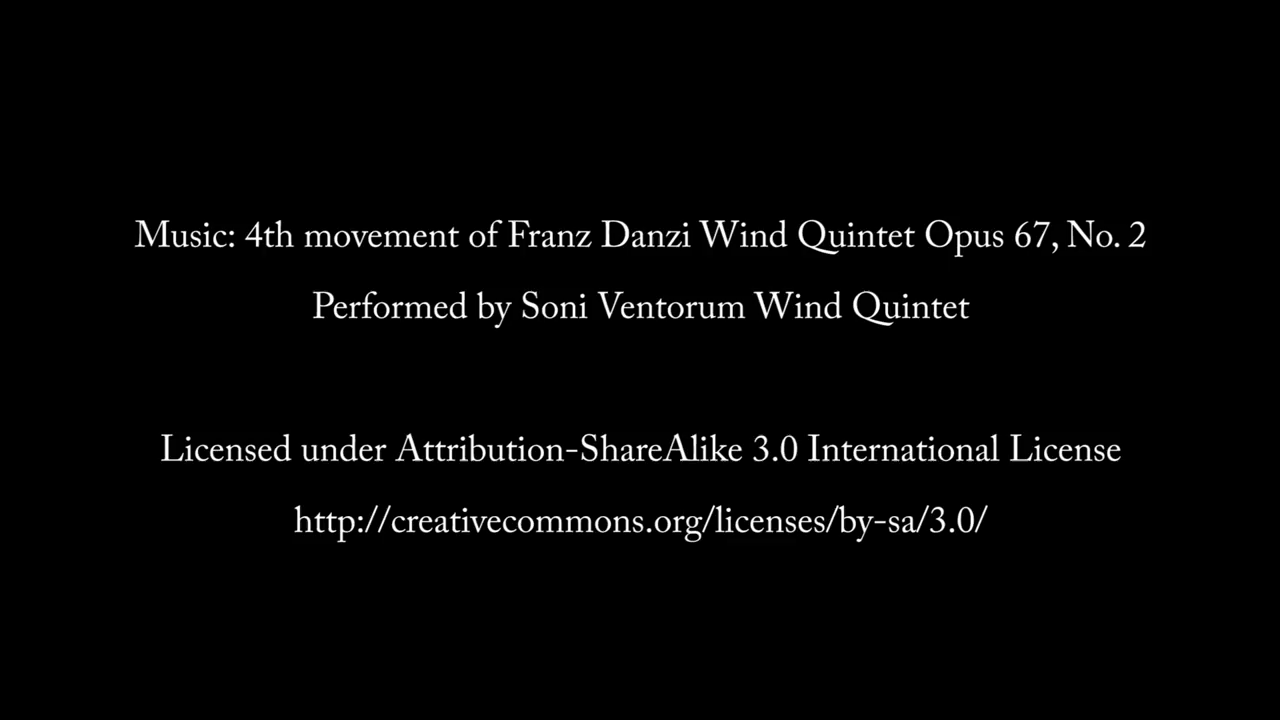 Music: 4th movement of Franz Danzi Wind Quintet Opus 67, No. 2
Performed by Soni Ventorum Wind Quintet
Licensed under Attribution-ShareAlike 3.0 International License
http://creativecommons.org/licenses/by-sa/3.0/